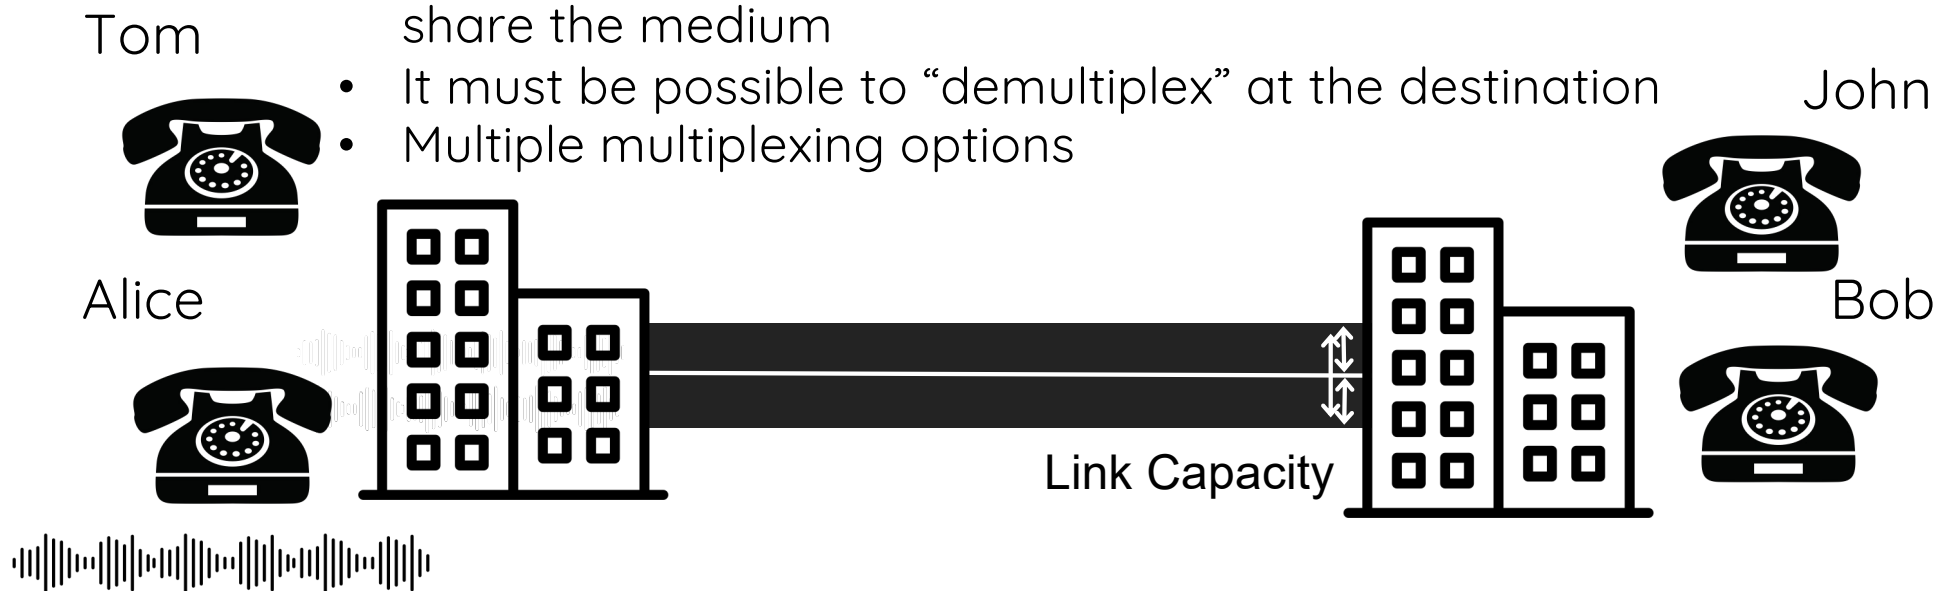 Tom
share the medium
• It must be possible to “demultiplex” at the destination
• Multiple multiplexing options
John
Alice
Bob
Link Capacity